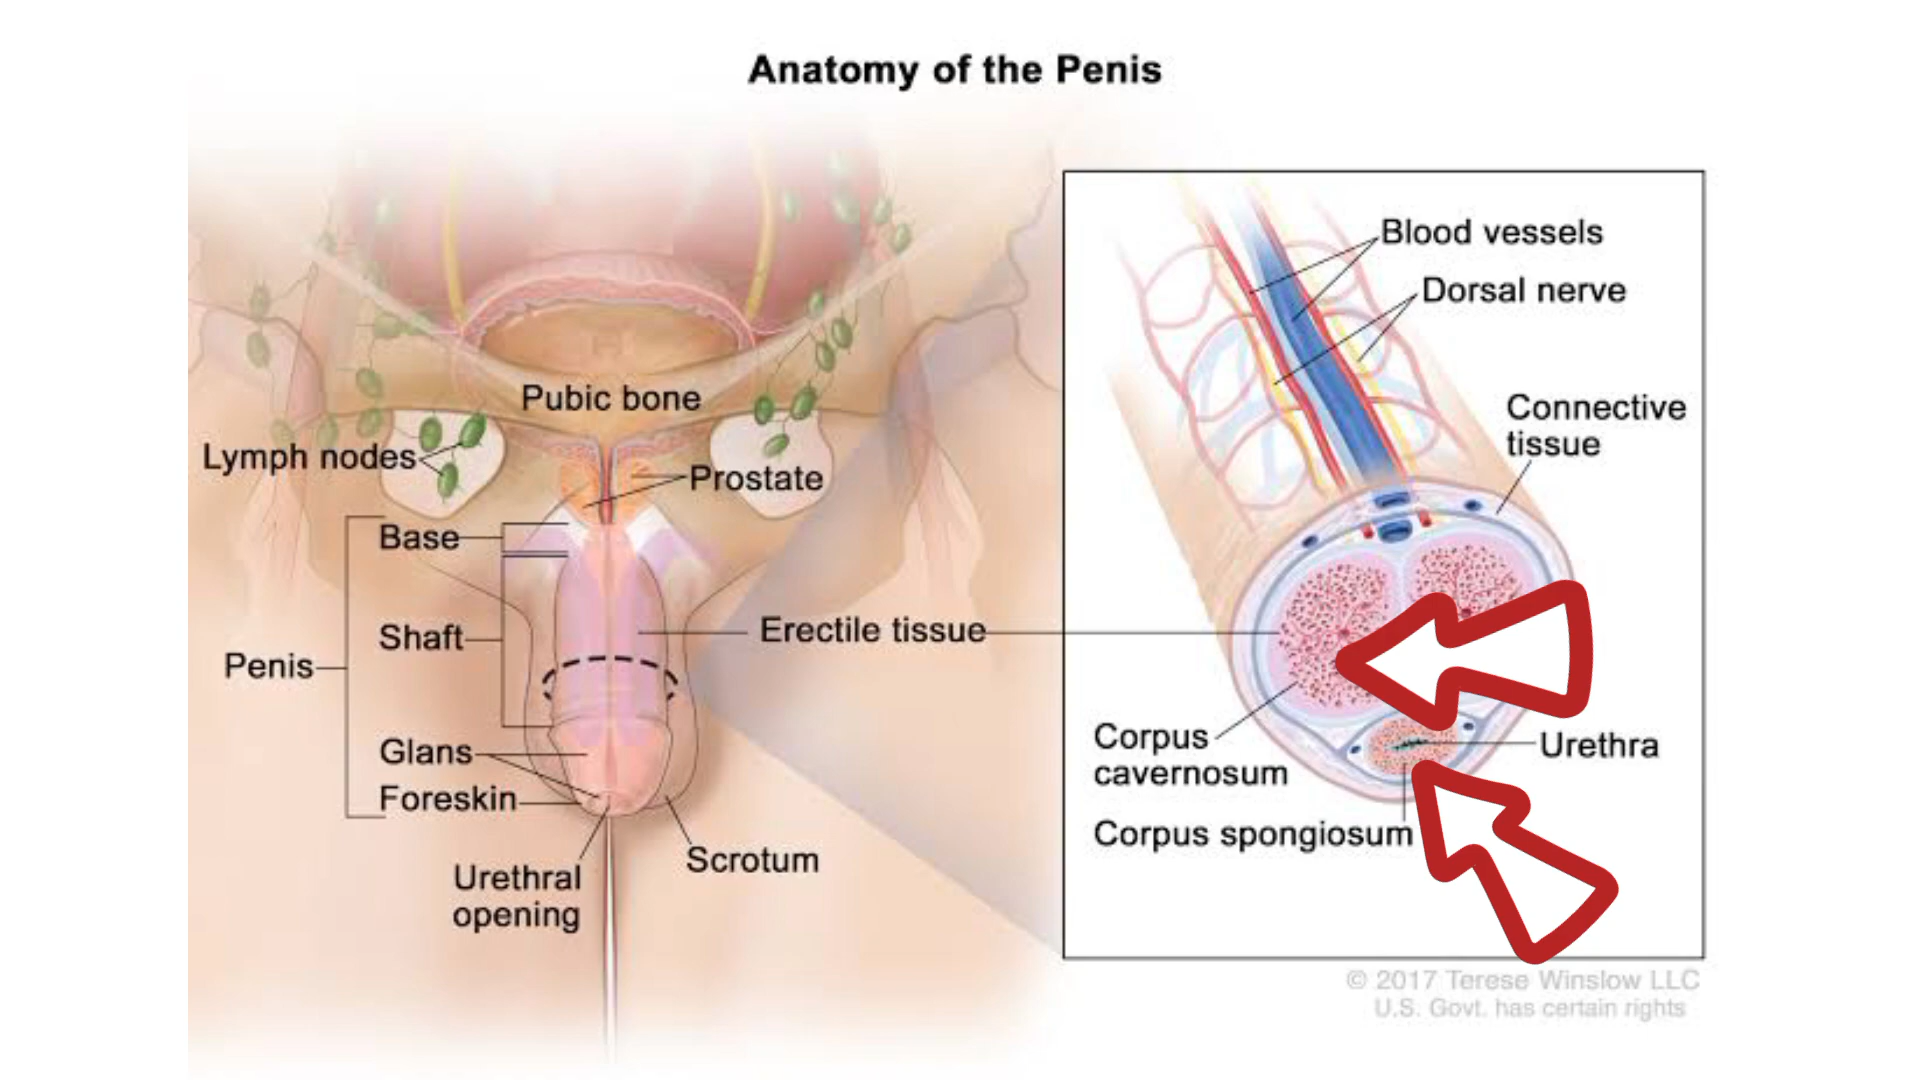 Anatomy of the Penis
Lymph nodes
Pubic bone
Prostate
Base
Shaft
Penis
Erectile tissue
Glans
Foreskin
Urethral
opening
Scrotum
Blood vessels
Dorsal nerve
Connective
tissue
Corpus
cavernosum
Urethra
Corpus spongiosum
© 2017 Terese Winslow LLC
U.S. Govt. has certain rights